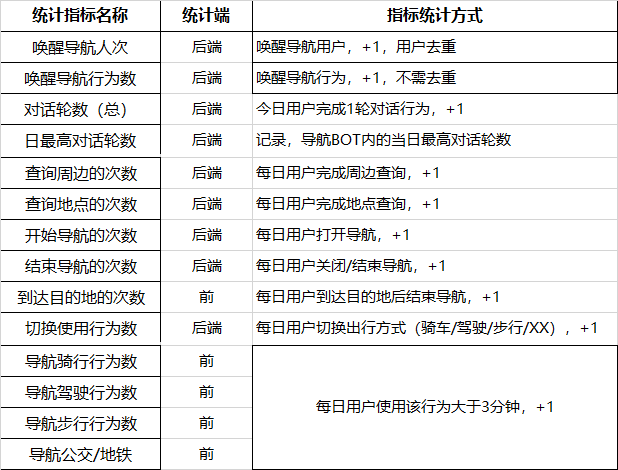 统计指标名称 统计端 指标统计方式
唤醒导航人次 后端 唤醒导航用户，+1，用户去重
唤醒导航行为数 后端 唤醒导航行为，+1，不需去重
对话轮数（总） 后端 今日用户完成1轮对话行为，+1
日最高对话轮数 后端 记录，导航BOT内的当日最高对话轮数
查询周边的次数 后端 每日用户完成周边查询，+1
查询地点的次数 后端 每日用户完成地点查询，+1
开始导航的次数 后端 每日用户打开导航，+1
结束导航的次数 后端 每日用户关闭/结束导航，+1
到达目的地的次数 前 每日用户到达目的地后结束导航，+1
切换使用行为数 后端 每日用户切换出行方式（骑车/驾驶/步行/XX），+1
导航骑行行为数 前
导航驾驶行为数 前
每日用户使用该行为大于3分钟，+1
导航步行行为数 前
导航公交/地铁 前